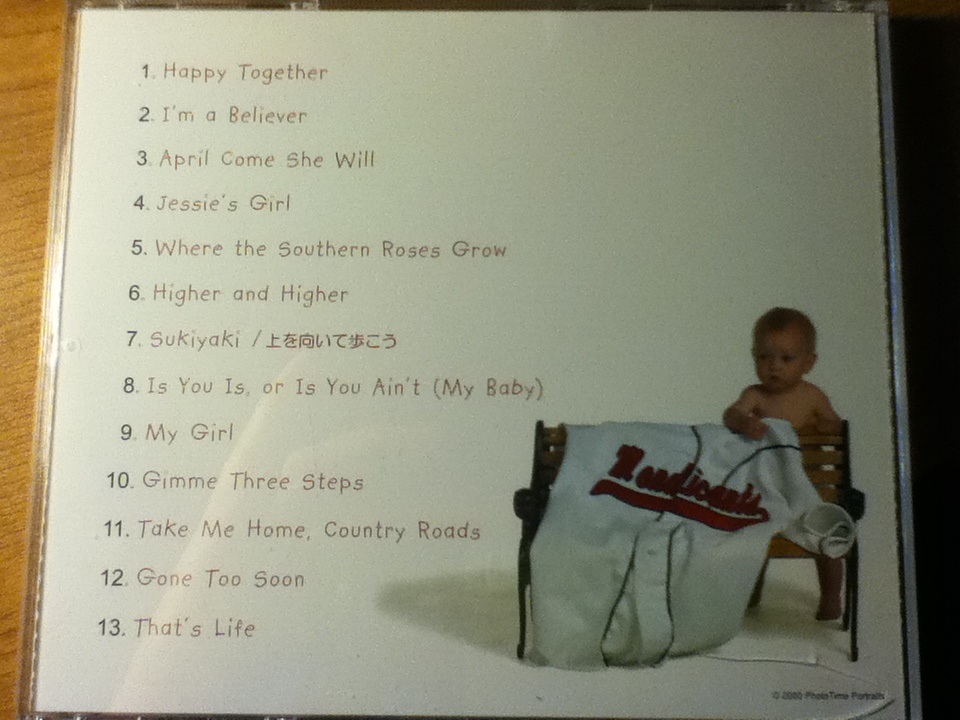 1. Happy Together
2. I'm a Believer
3. April Come She Will
4. Jessie's Girl
5. Where the Southern Roses Grow
6. Higher and Higher
7. Sukiyaki / 上を向いて歩こう
8. Is You Is, or Is You Ain't (My Baby)
9. My Girl
10. Gimme Three Steps
11. Take Me Home, Country Roads
12. Gone Too Soon
13. That's Life
© 2000 PhotoTime Portraits